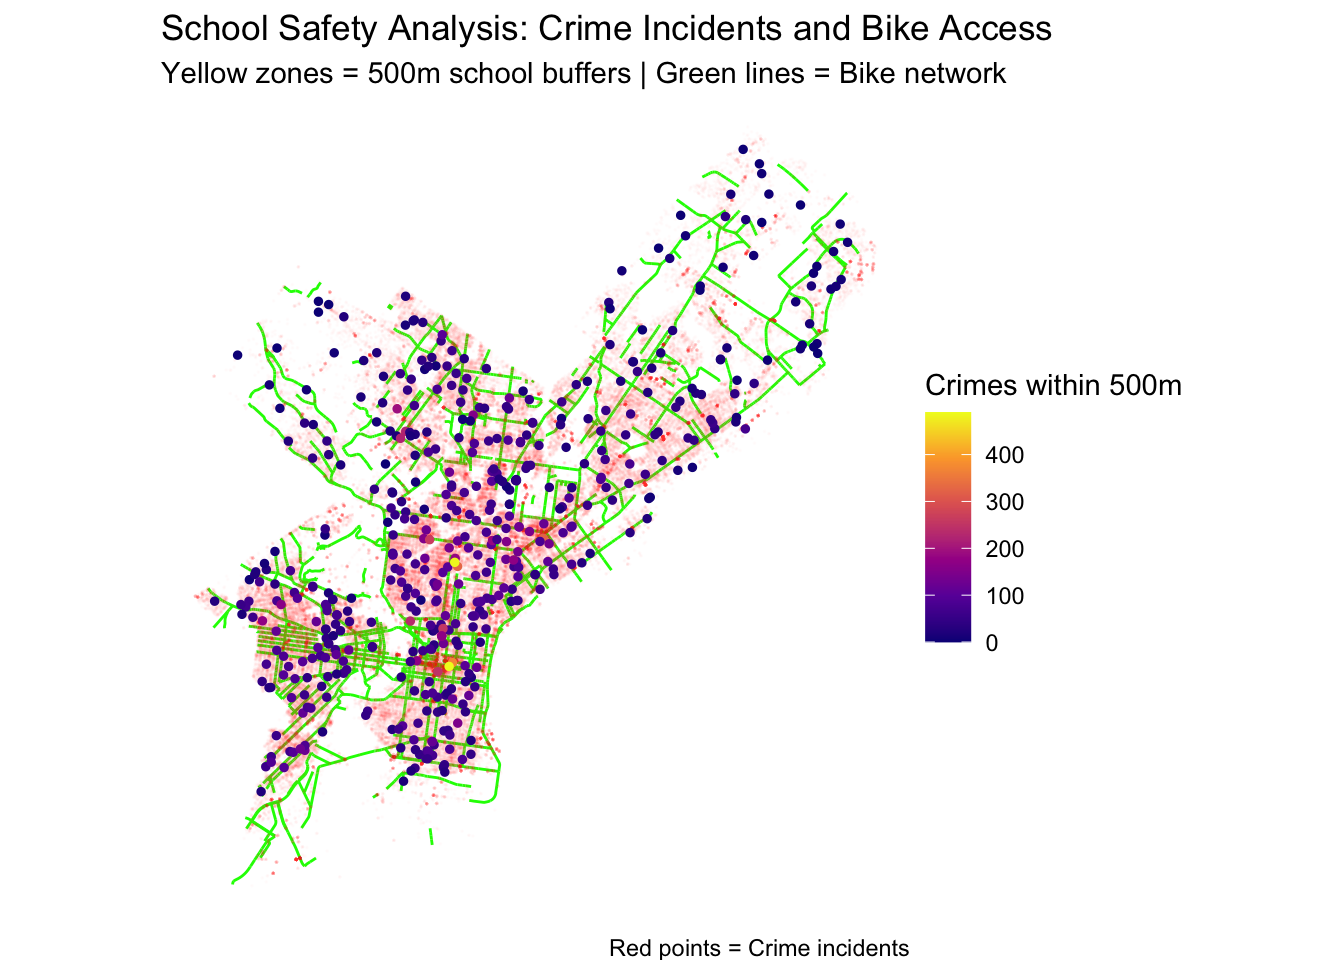 School Safety Analysis: Crime Incidents and Bike Access
Yellow zones = 500m school buffers | Green lines = Bike network
Crimes within 500m
400
300
200
100
0
Red points = Crime incidents